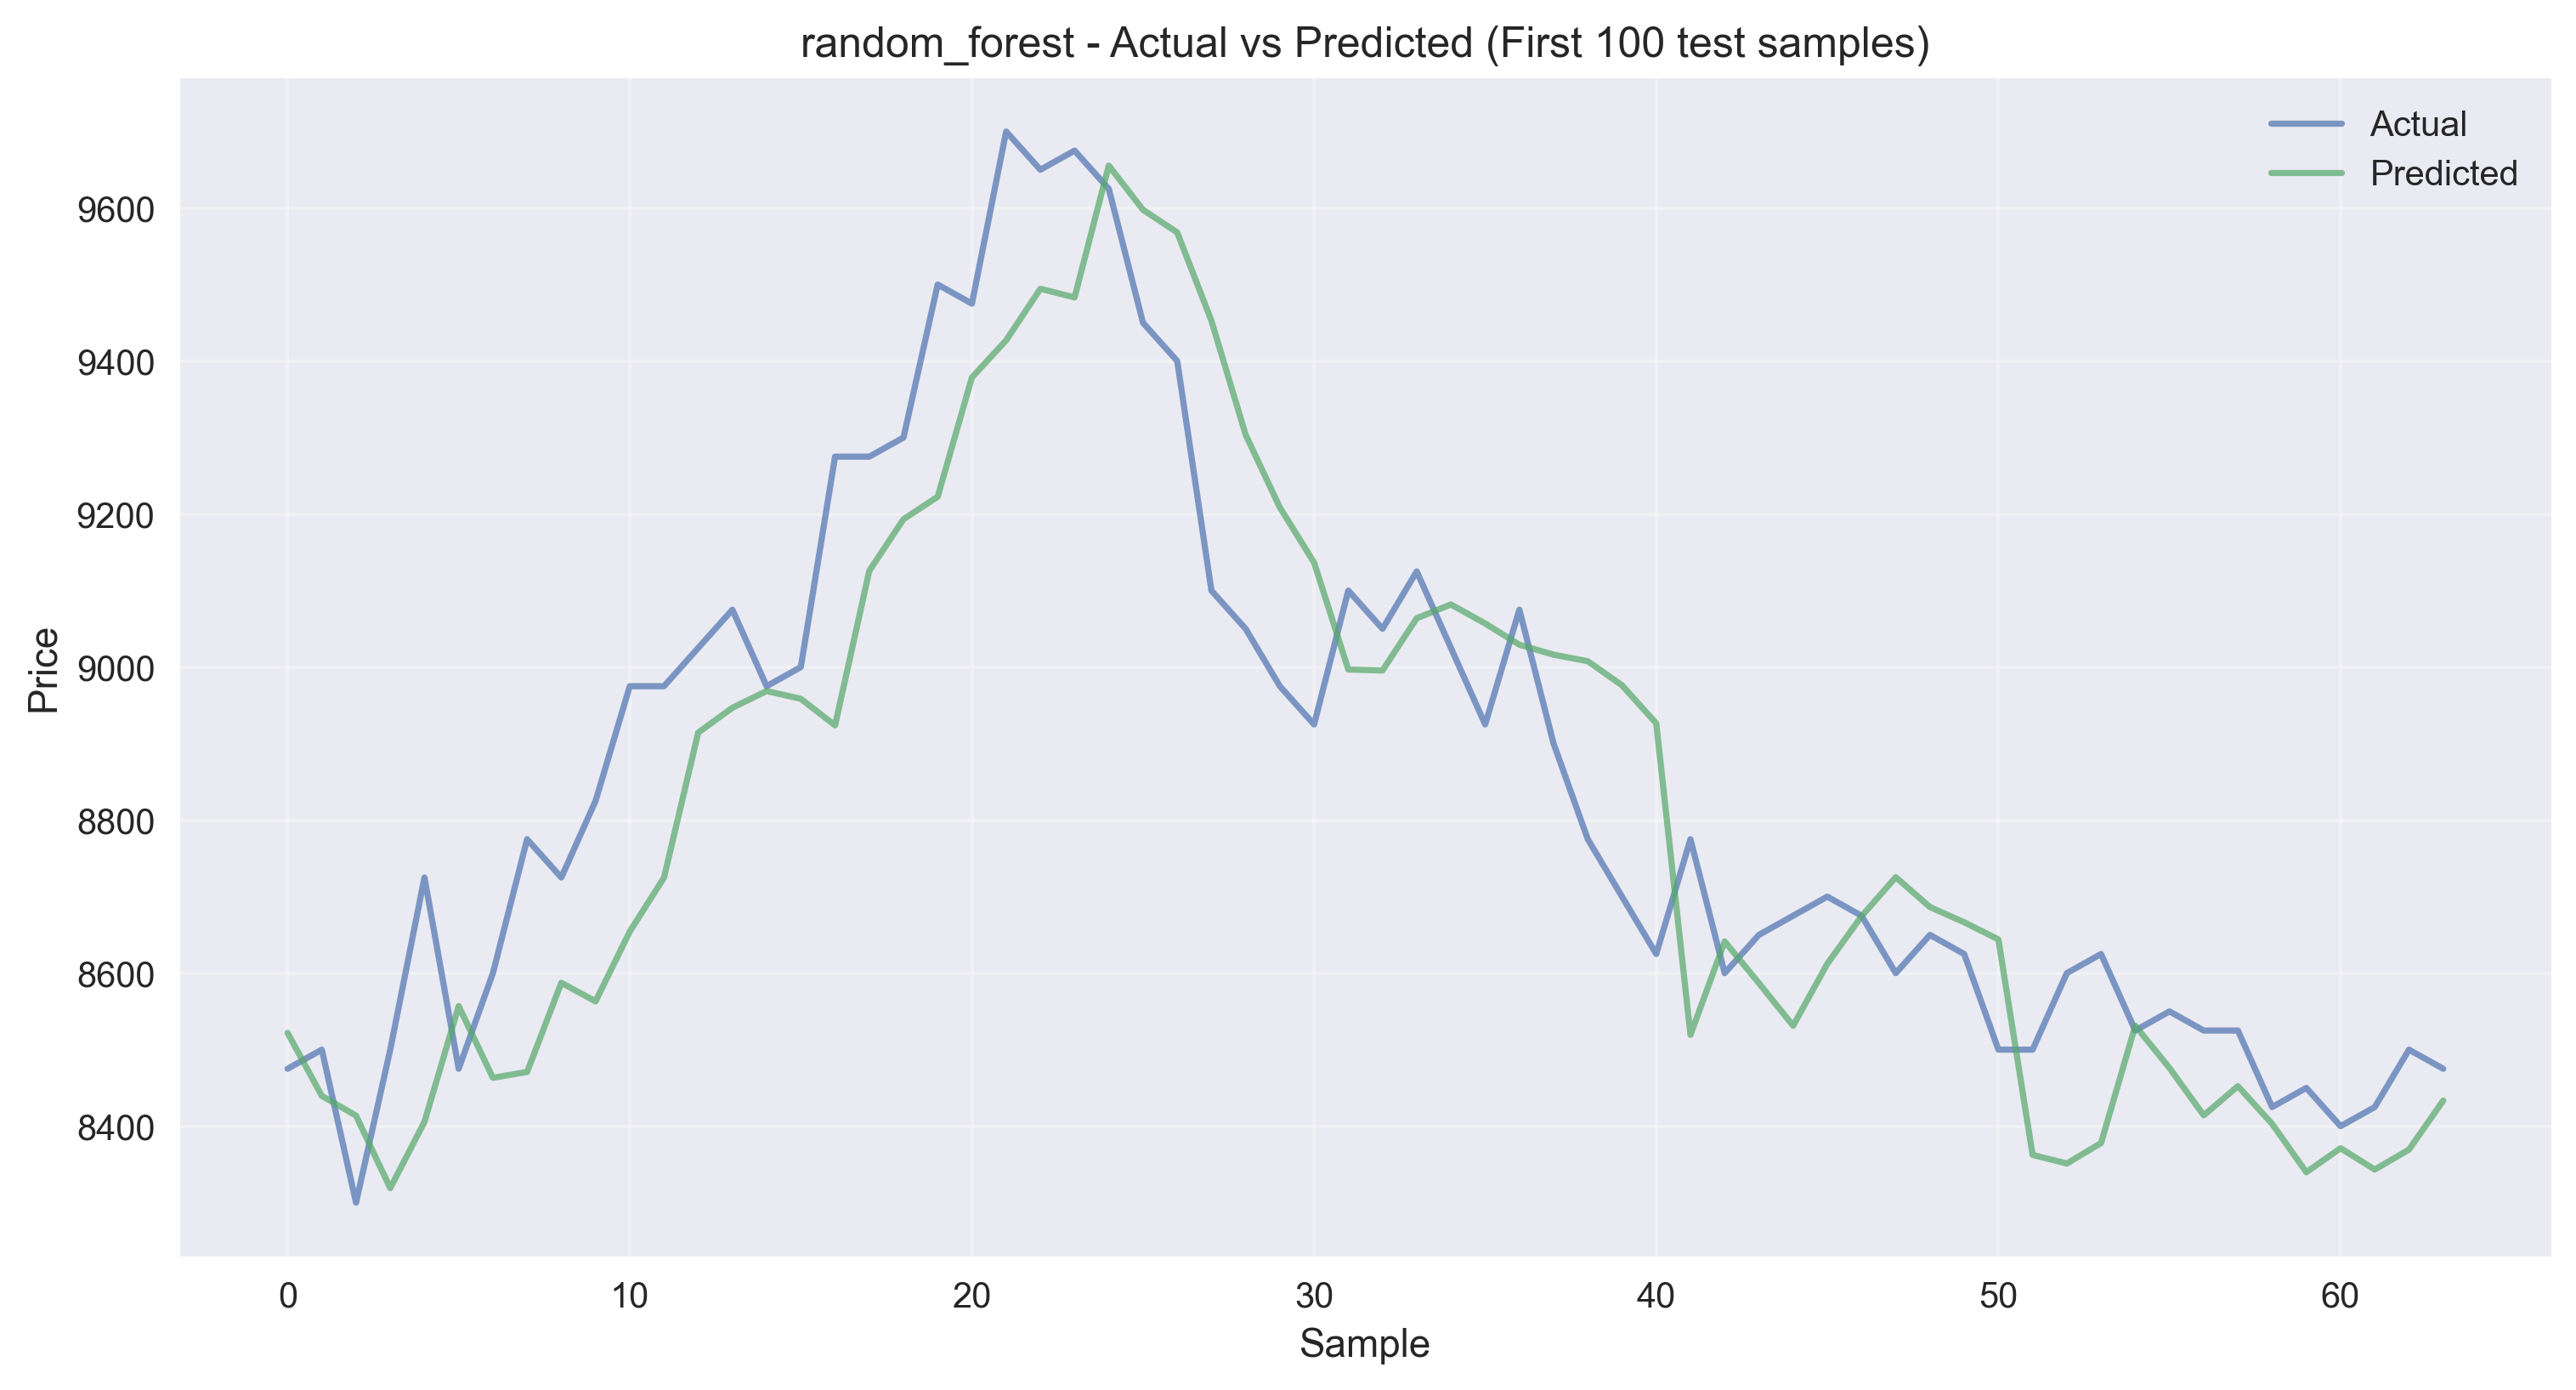 random_forest - Actual vs Predicted (First 100 test samples)
Actual
Predicted
9600
9400
9200
9000
8800
8600
8400
Price
0 10 20 30 40 50 60
Sample